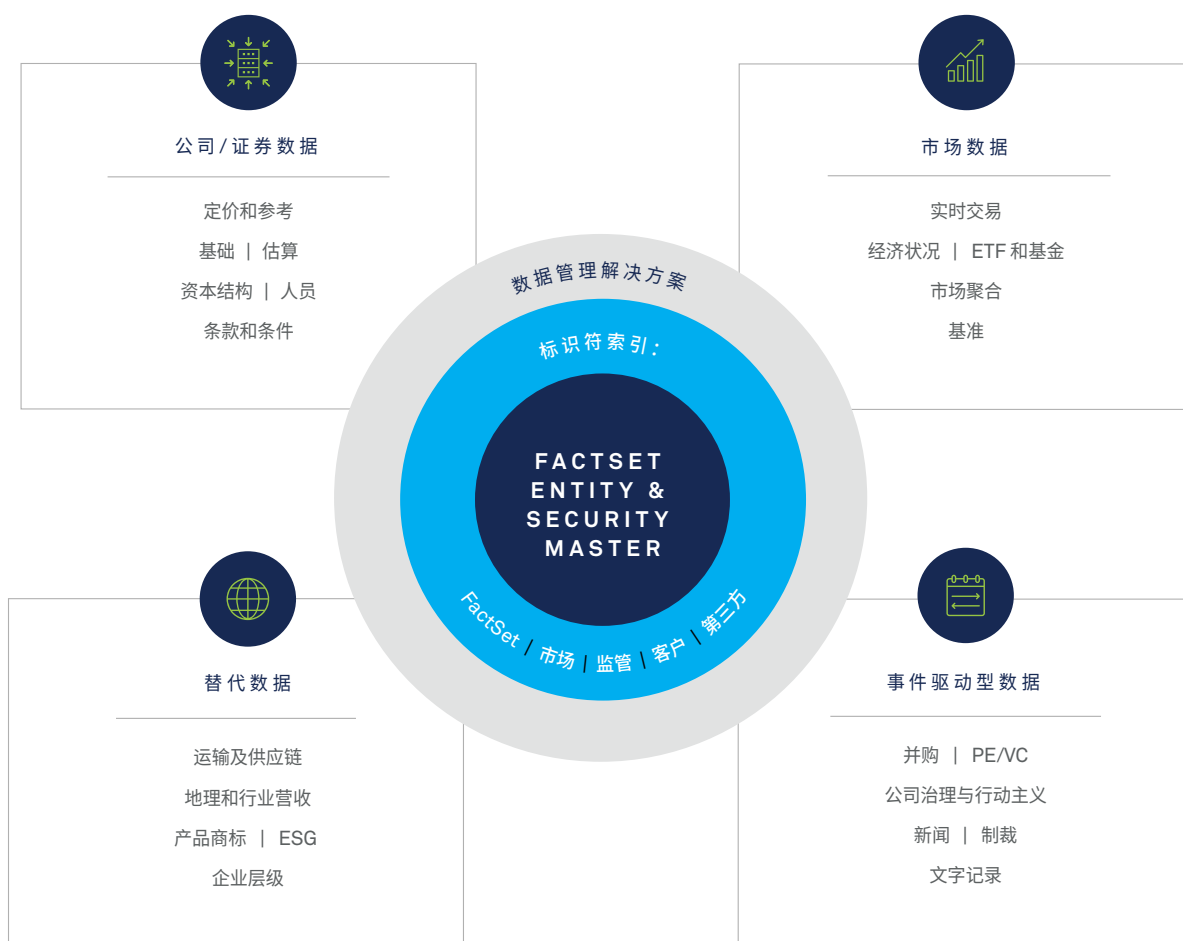 公司/证券数据
定价和参考
基础 | 估算
资本结构 | 人员
条款和条件
市场数据
实时交易
经济状况 | ETF 和基金
市场聚合
基准
数据管理解决方案
标识符索引：
FACTSET
ENTITY &
SECURITY
MASTER
FactSet | 市场 | 监管 | 客户 | 第三方
替代数据
运输及供应链
地理和行业营收
产品商标 | ESG
企业层级
事件驱动型数据
并购 | PE/VC
公司治理与行动主义
新闻 | 制裁
文字记录